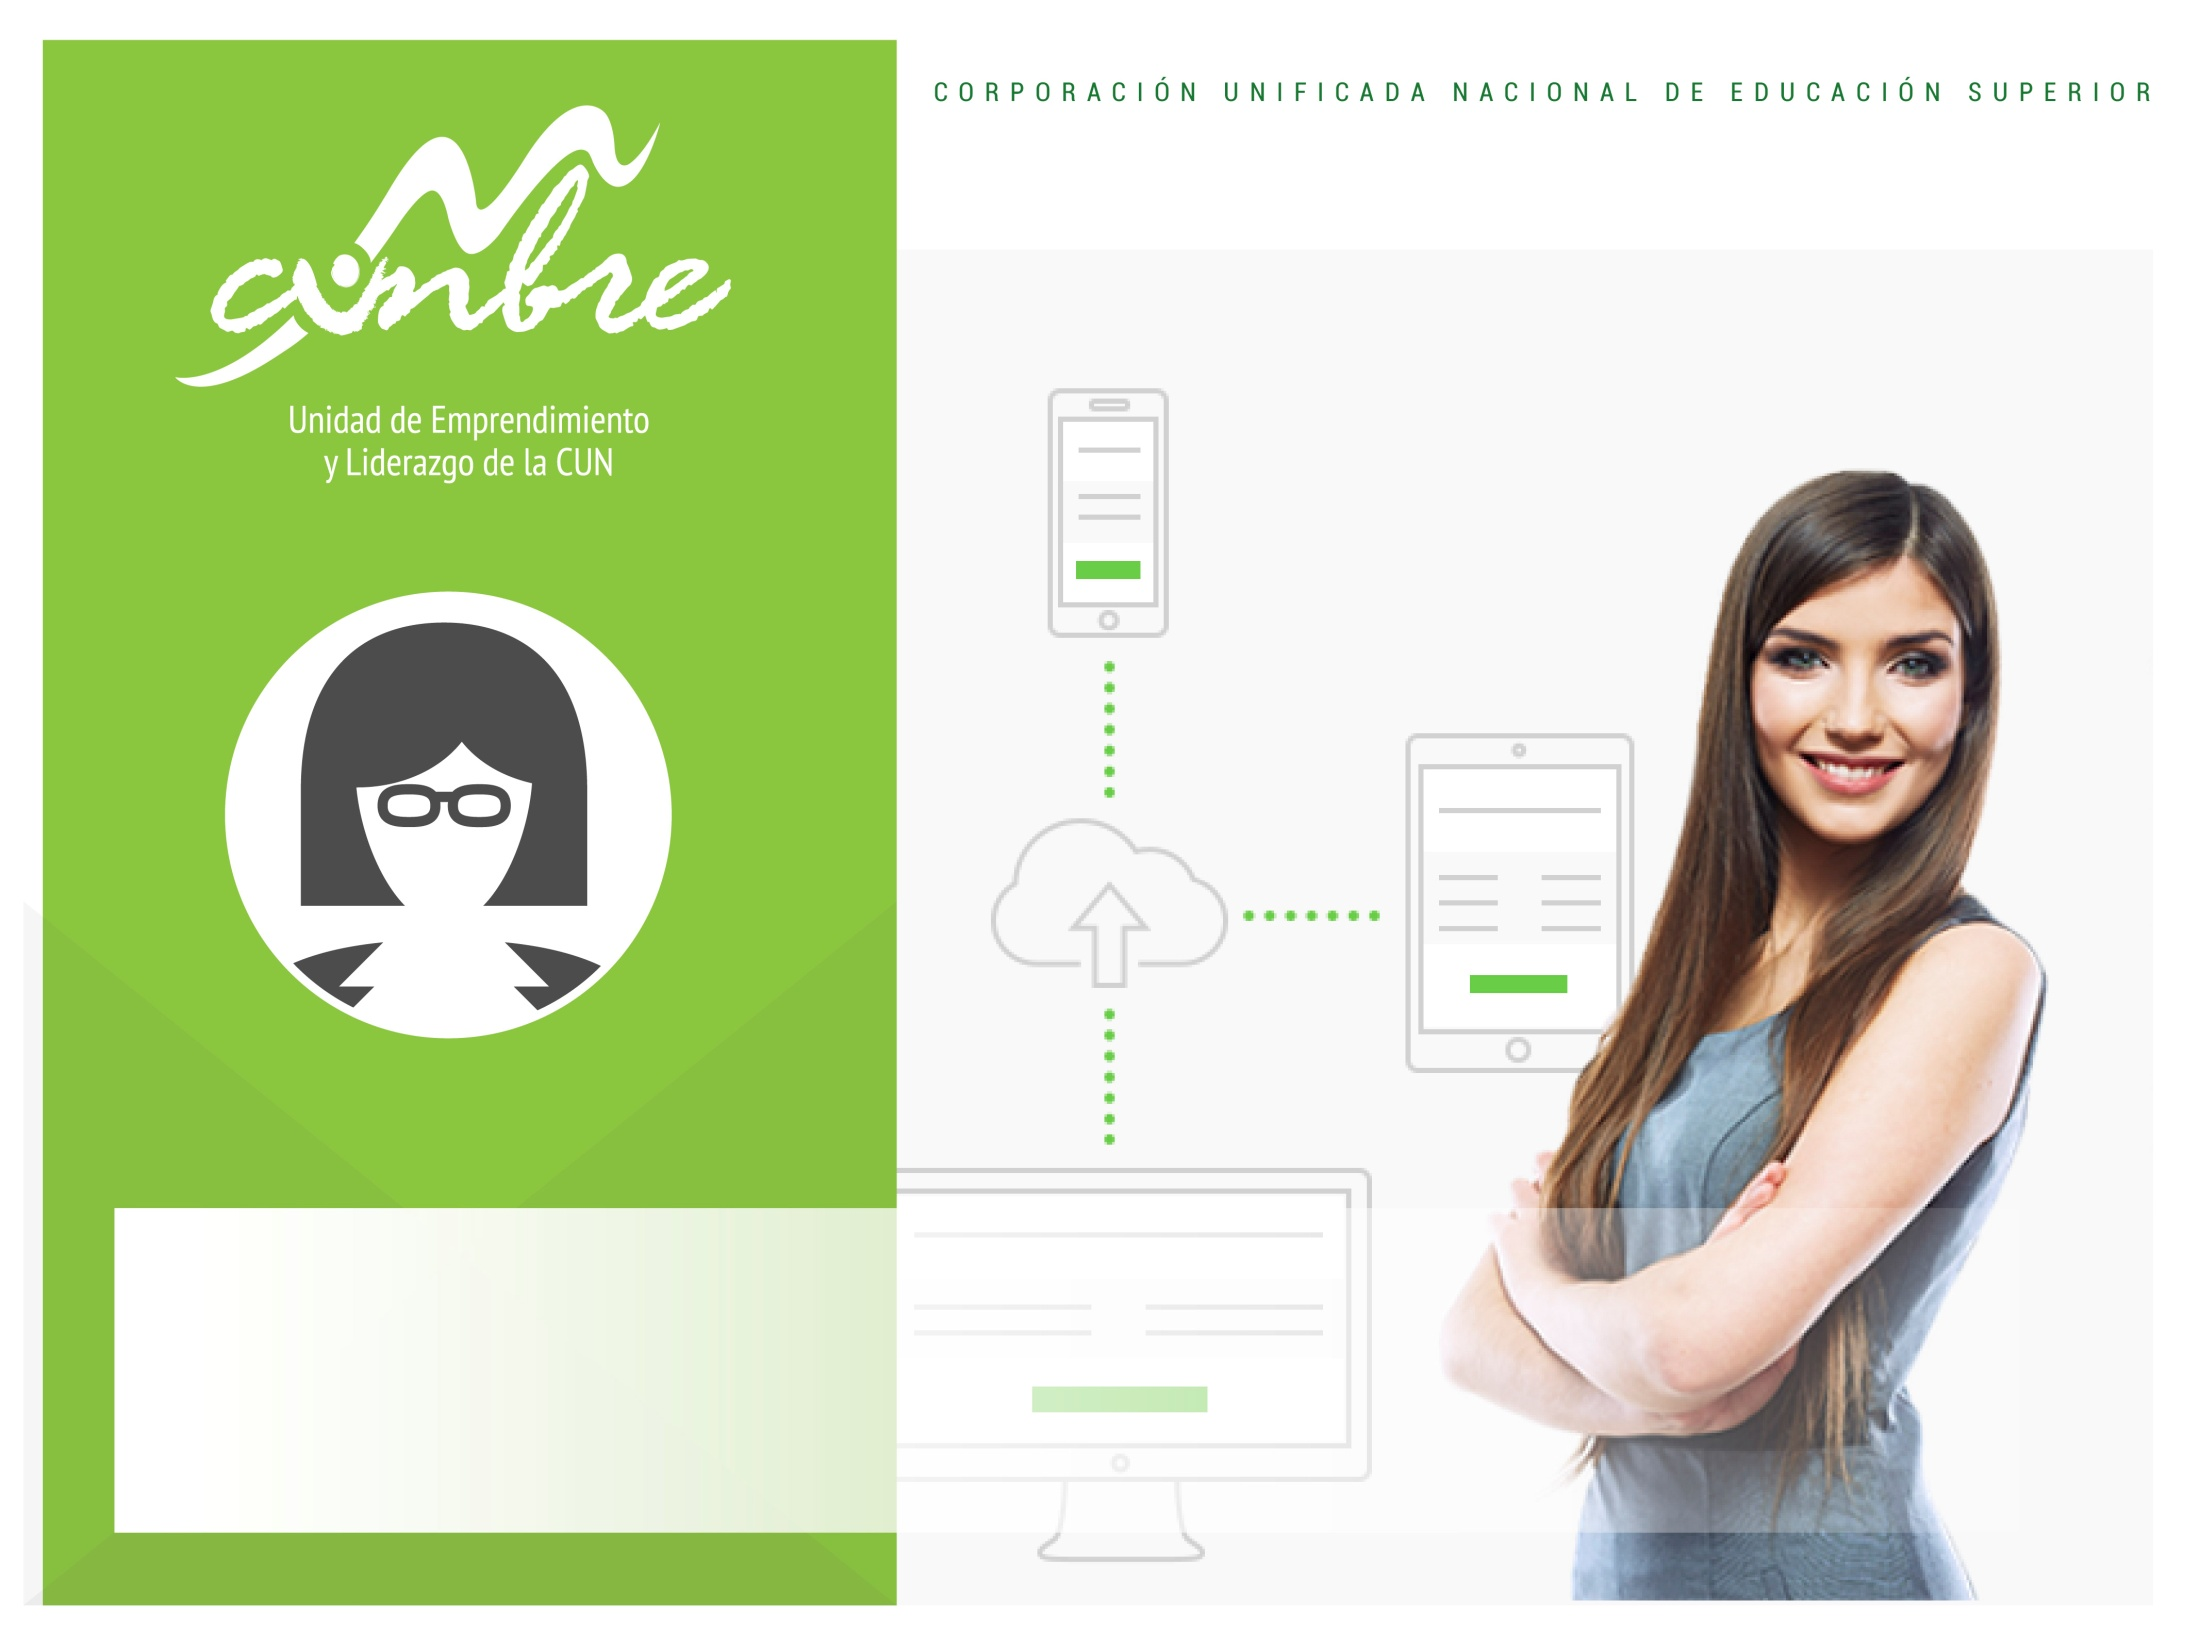 CORPORACIÓN UNIFICADA NACIONAL DE EDUCACIÓN SUPERIOR
cumbre
Unidad de Emprendimiento
y Liderazgo de la CUN